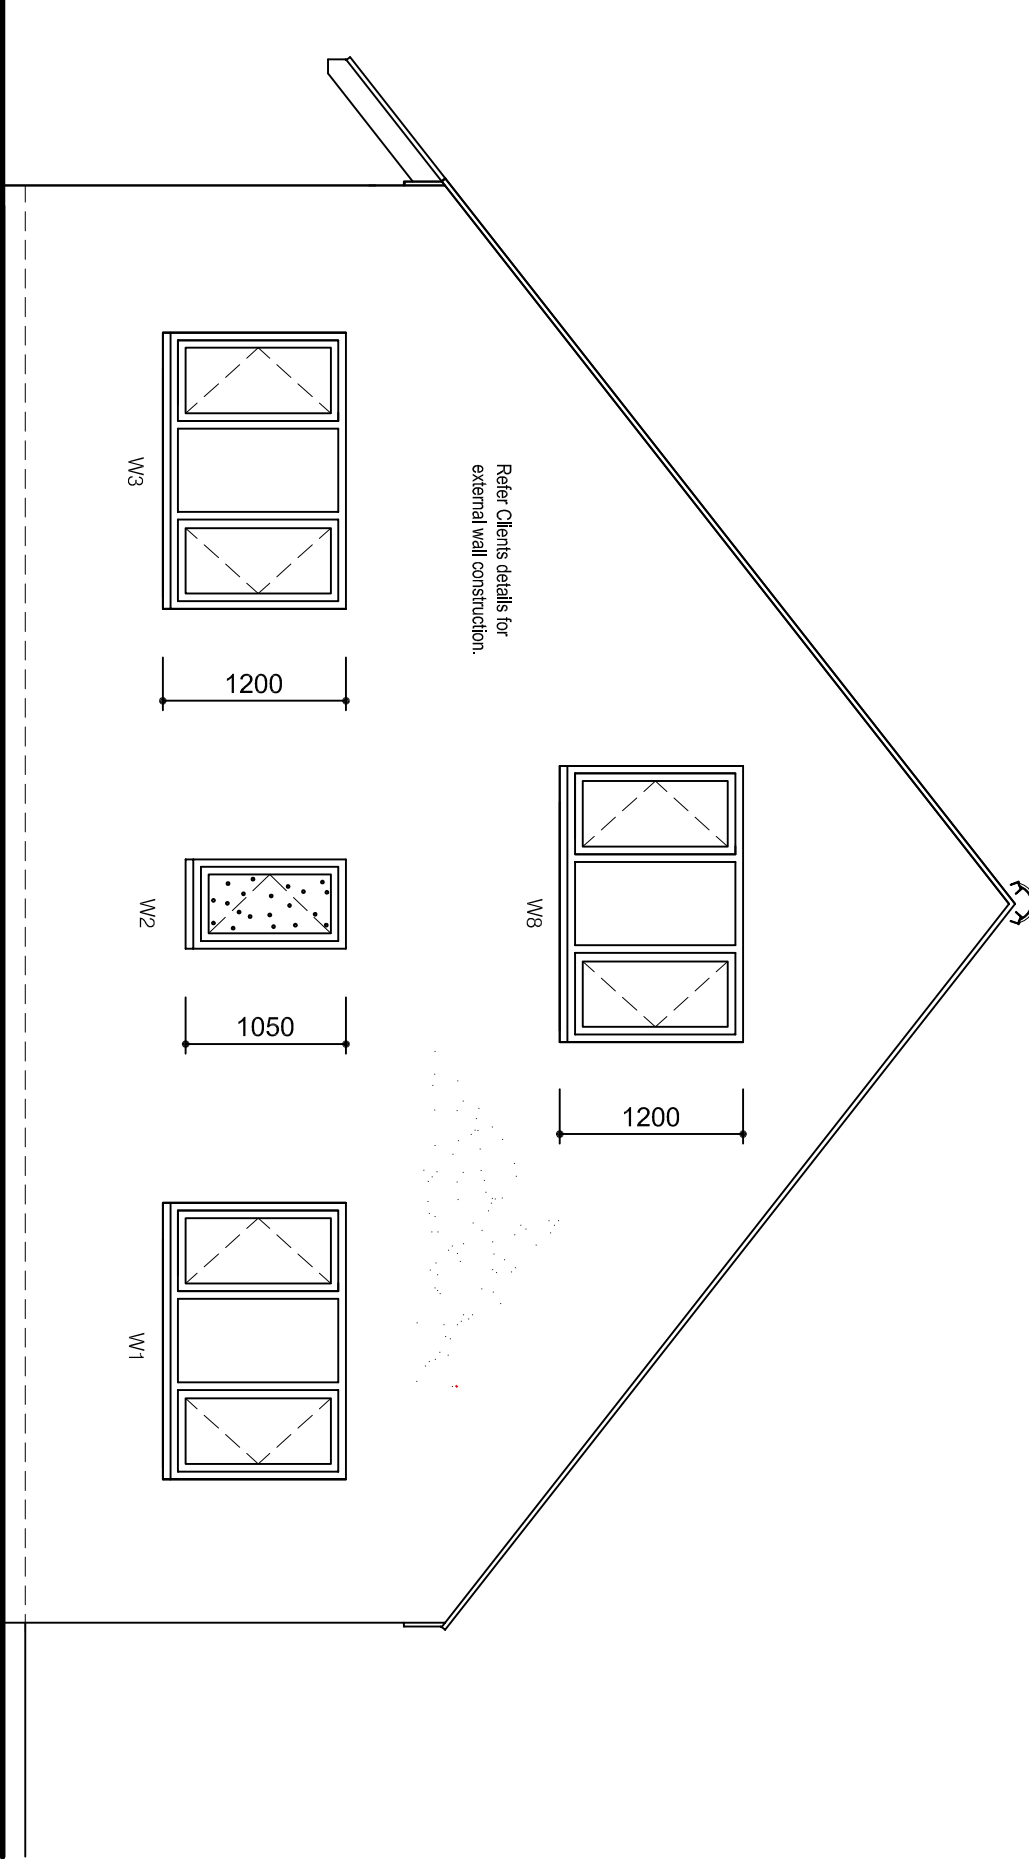 Refer Clients details for
external wall construction.
W3
1200
W8
1200
W2
1050
W1